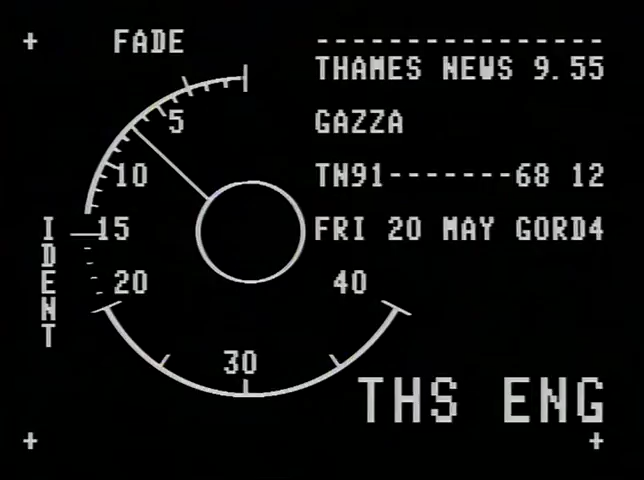 FADE
----------------
THAMES NEWS 9.55
GAZZA
TN91-------68 12
FRI 20 MAY GORD4
5
10
15
20
30
40
IDENT
THS ENG